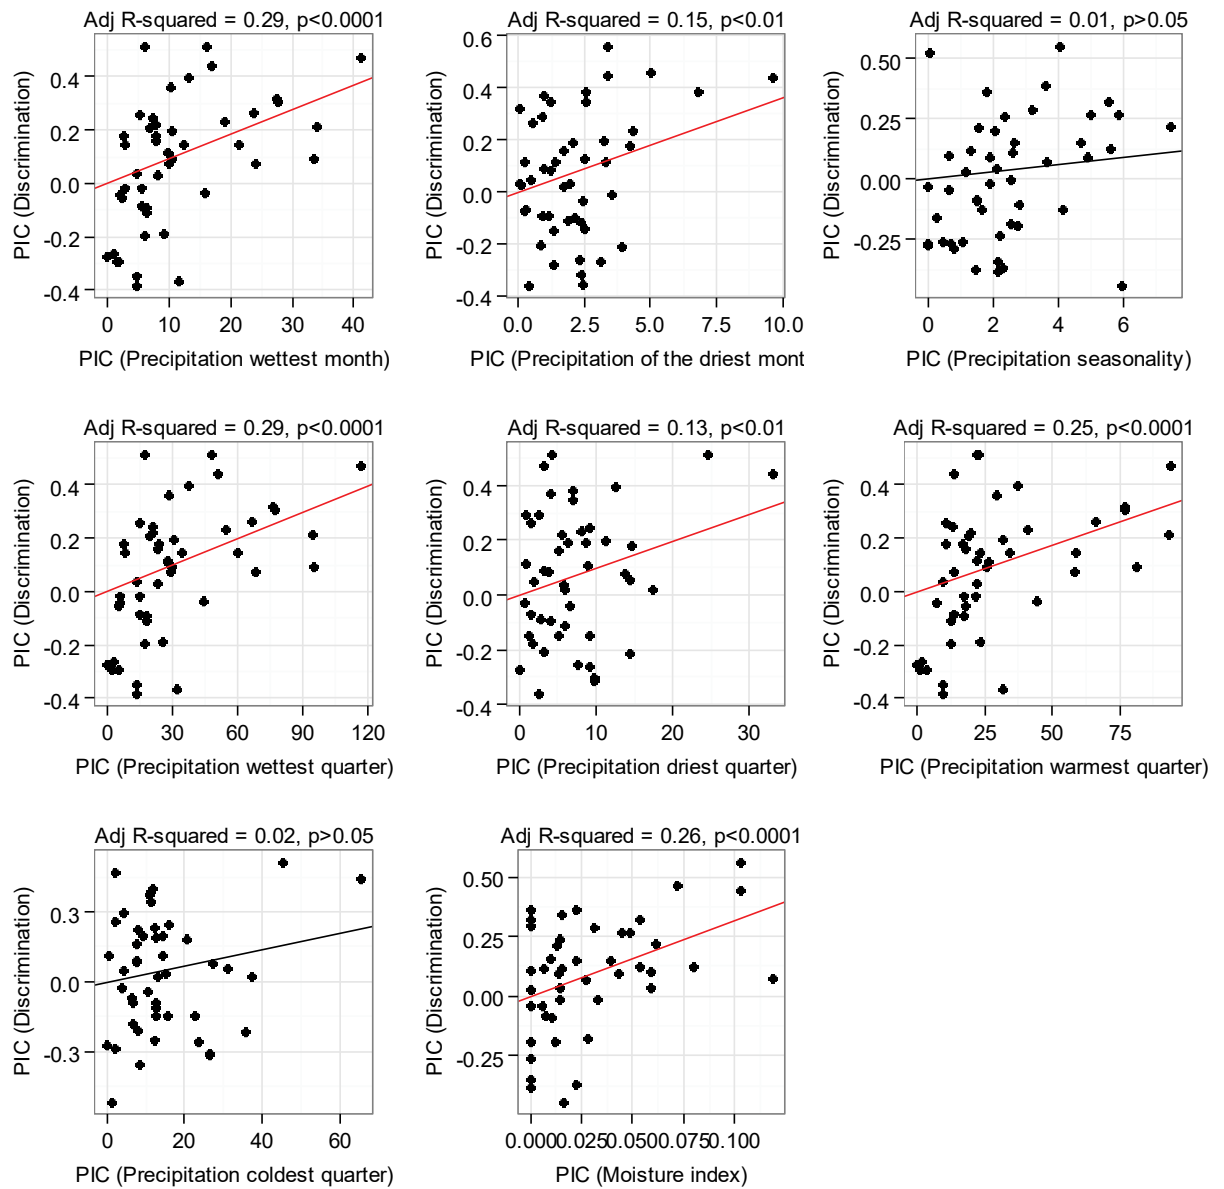 Adj R-squared = 0.29, p<0.0001
PIC (Discrimination)
0.4
0.2
0.0
-0.2
-0.4
0 10 20 30 40
PIC (Precipitation wettest month)
Adj R-squared = 0.15, p<0.01
PIC (Discrimination)
0.6
0.4
0.2
0.0
-0.2
-0.4
0.0 2.5 5.0 7.5 10.0
PIC (Precipitation of the driest mont
Adj R-squared = 0.01, p>0.05
PIC (Discrimination)
0.50
0.25
0.00
-0.25
0 2 4 6
PIC (Precipitation seasonality)
Adj R-squared = 0.29, p<0.0001
PIC (Discrimination)
0.4
0.2
0.0
-0.2
-0.4
0 30 60 90 120
PIC (Precipitation wettest quarter)
Adj R-squared = 0.13, p<0.01
PIC (Discrimination)
0.4
0.2
0.0
-0.2
-0.4
0 10 20 30
PIC (Precipitation driest quarter)
Adj R-squared = 0.25, p<0.0001
PIC (Discrimination)
0.4
0.2
0.0
-0.2
-0.4
0 25 50 75
PIC (Precipitation warmest quarter)
Adj R-squared = 0.02, p>0.05
PIC (Discrimination)
0.3
0.0
-0.3
0 20 40 60
PIC (Precipitation coldest quarter)
Adj R-squared = 0.26, p<0.0001
PIC (Discrimination)
0.50
0.25
0.00
-0.25
0.000 0.025 0.050 0.075 0.100
PIC (Moisture index)